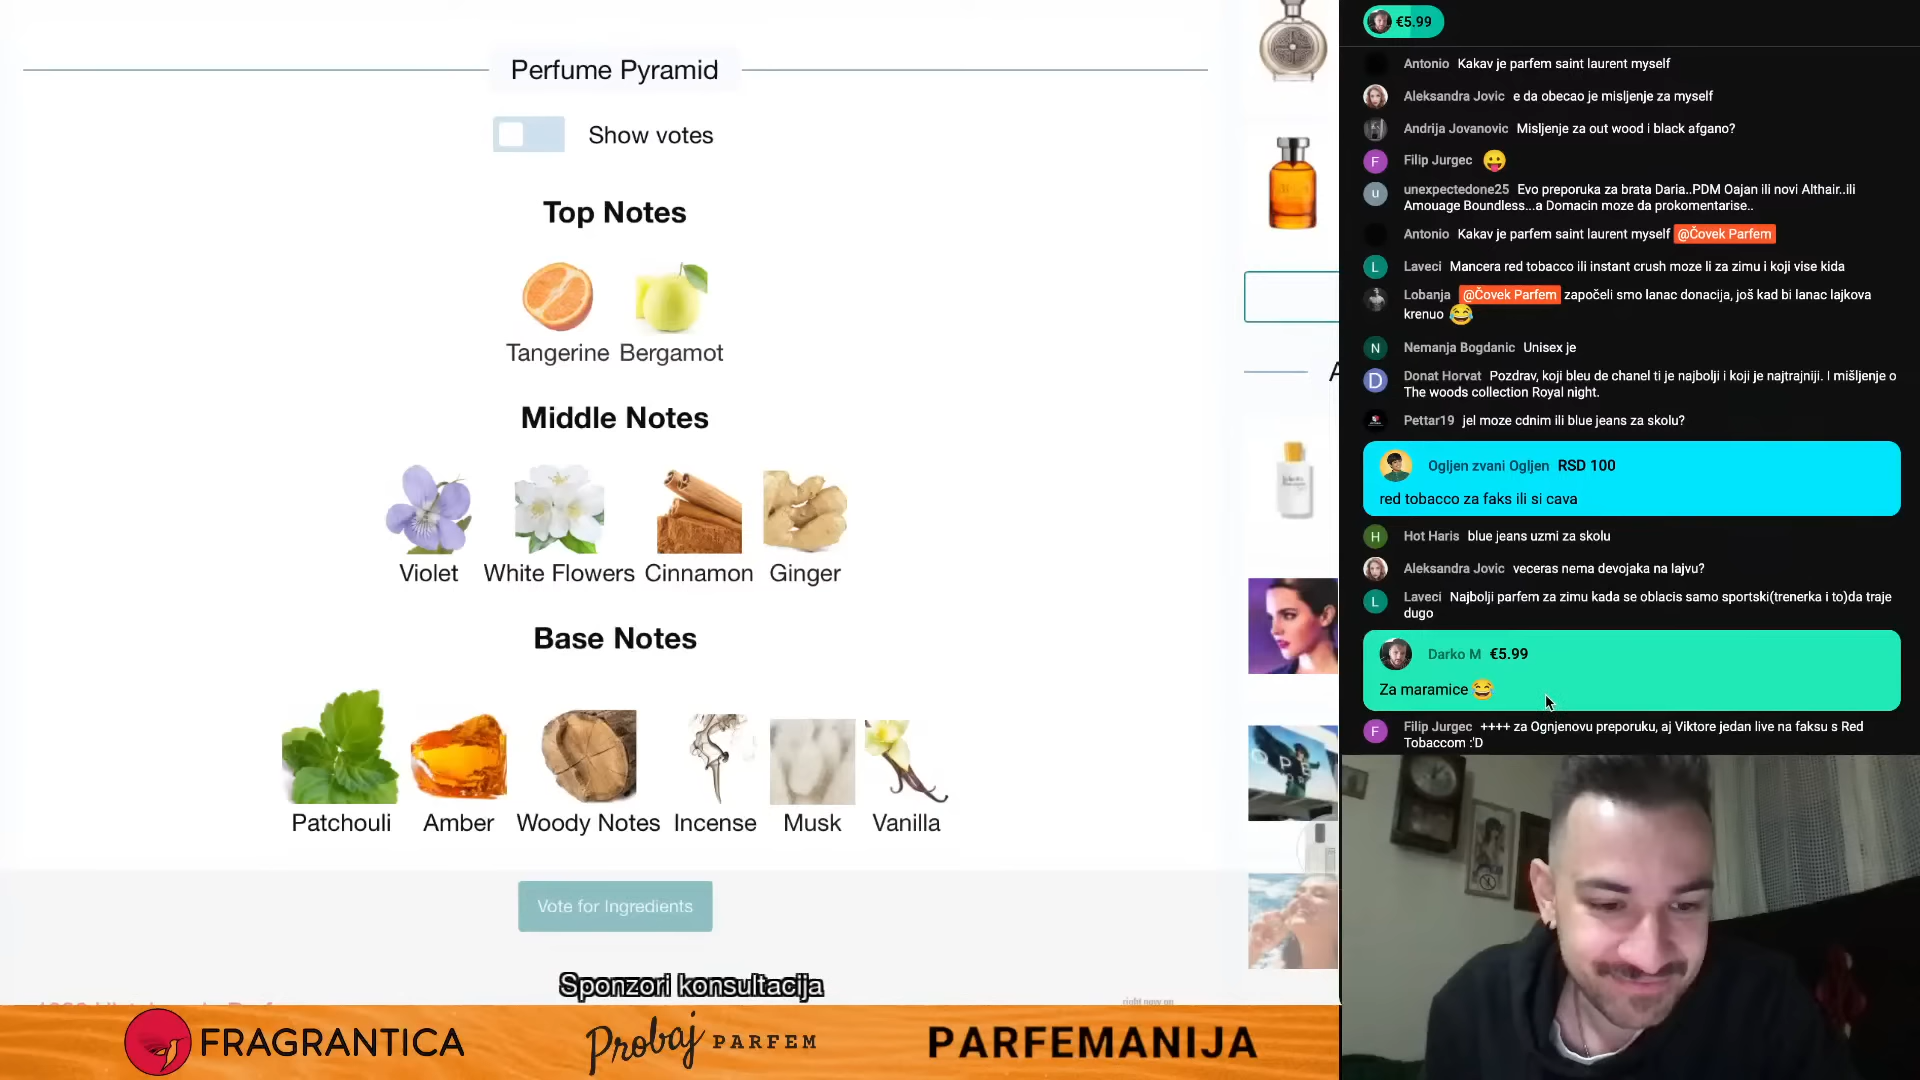 Perfume Pyramid
Show votes
Top Notes
Tangerine Bergamot
Middle Notes
Violet White Flowers Cinnamon Ginger
Base Notes
Patchouli Amber Woody Notes Incense Musk Vanilla
Vote for Ingredients
Sponzori konsultacija
right now on
FRAGRANTICA
Probaj PARFEM
PARFEMANIJA
€5.99
Antonio Kakav je parfem saint laurent myself
Aleksandra Jovic e da obecao je misljenje za myself
Andrija Jovanovic Misljenje za out wood i black afgano?
F Filip Jurgec 😛
u unexpectedone25 Evo preporuka za brata Daria..PDM Oajan ili novi Althair..ili
Amouage Boundless...a Domacin moze da prokomentarise..
Antonio Kakav je parfem saint laurent myself @Čovek Parfem
L Laveci Mancera red tobacco ili instant crush moze li za zimu i koji vise kida
Lobanja @Čovek Parfem započeli smo lanac donacija, još kad bi lanac lajkova
krenuo 😂
N Nemanja Bogdanic Unisex je
D Donat Horvat Pozdrav, koji bleu de chanel ti je najbolji i koji je najtrajniji. I mišljenje o
The woods collection Royal night.
Pettar19 jel moze cdnim ili blue jeans za skolu?
Ogljen zvani Ogljen RSD 100
red tobacco za faks ili si cava
H Hot Haris blue jeans uzmi za skolu
Aleksandra Jovic veceras nema devojaka na lajvu?
L Laveci Najbolji parfem za zimu kada se oblacis samo sportski(trenerka i to)da traje
dugo
Darko M €5.99
Za maramice 😂
F Filip Jurgec ++++ za Ognjenovu preporuku, aj Viktore jedan live na faksu s Red
Tobaccom :'D